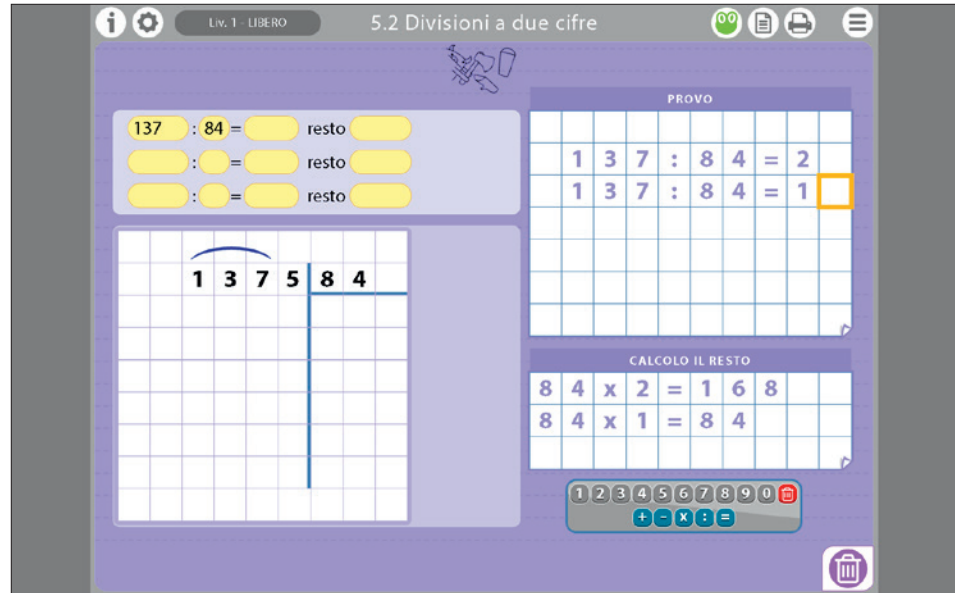 i Liv. 1 - LIBERO 5.2 Divisioni a due cifre
137 : 84 = resto
: = resto
: = resto
1 3 7 5 8 4
PROVO
1 3 7 : 8 4 = 2
1 3 7 : 8 4 = 1
CALCOLO IL RESTO
8 4 x 2 = 1 6 8
8 4 x 1 = 8 4
1 2 3 4 5 6 7 8 9 0
+ - x : =